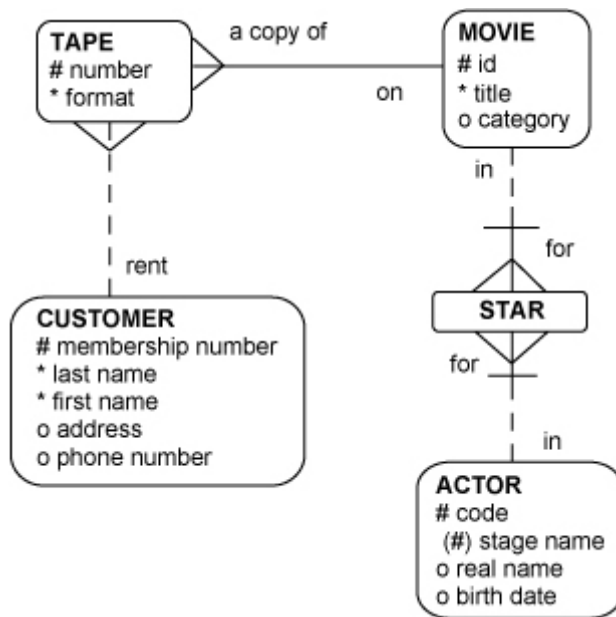 TAPE
# number
* format
a copy of
on
MOVIE
# id
* title
o category
in
for
STAR
for
in
rent
CUSTOMER
# membership number
* last name
* first name
o address
o phone number
ACTOR
# code
(#) stage name
o real name
o birth date